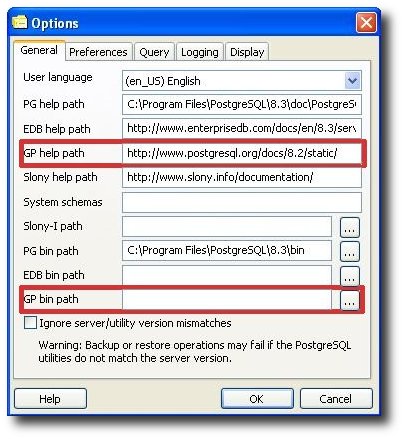 Options
General Preferences Query Logging Display
User language (en_US) English
PG help path C:\Program Files\PostgreSQL\8.3\doc\PostgreS
EDB help path http://www.enterprisedb.com/docs/en/8.3/serv
GP help path http://www.postgresql.org/docs/8.2/static/
Slony help path http://www.slony.info/documentation/
System schemas
Slony-I path ...
PG bin path C:\Program Files\PostgreSQL\8.3\bin ...
EDB bin path ...
GP bin path ...
Ignore server/utility version mismatches
Warning: Backup or restore operations may fail if the PostgreSQL
utilities do not match the server version.
Help OK Cancel